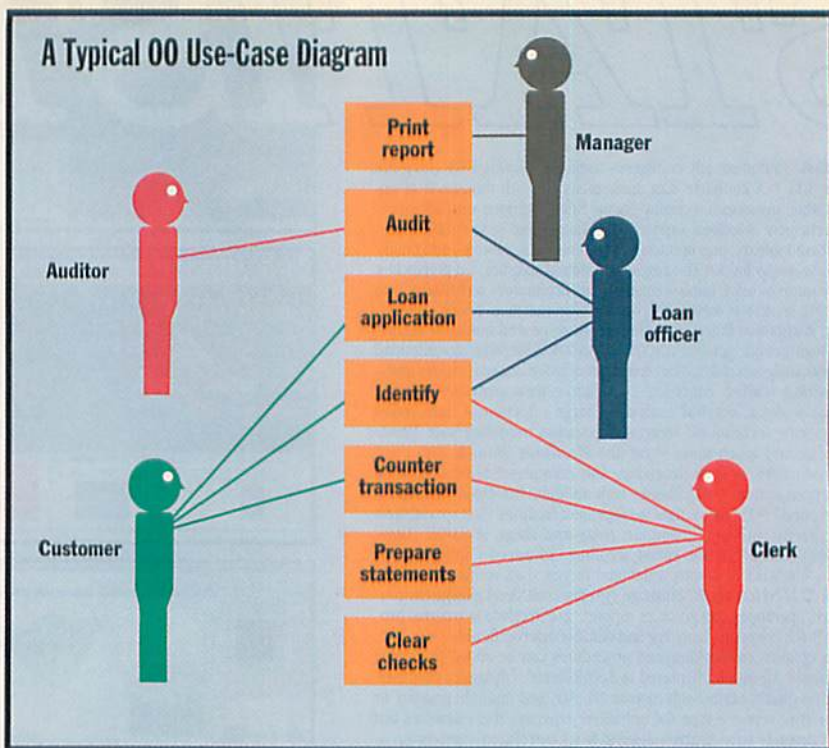 A Typical OO Use-Case Diagram
Print
report
Manager
Audit
Auditor
Loan
application
Loan
officer
Identify
Counter
transaction
Customer
Clerk
Prepare
statements
Clear
checks